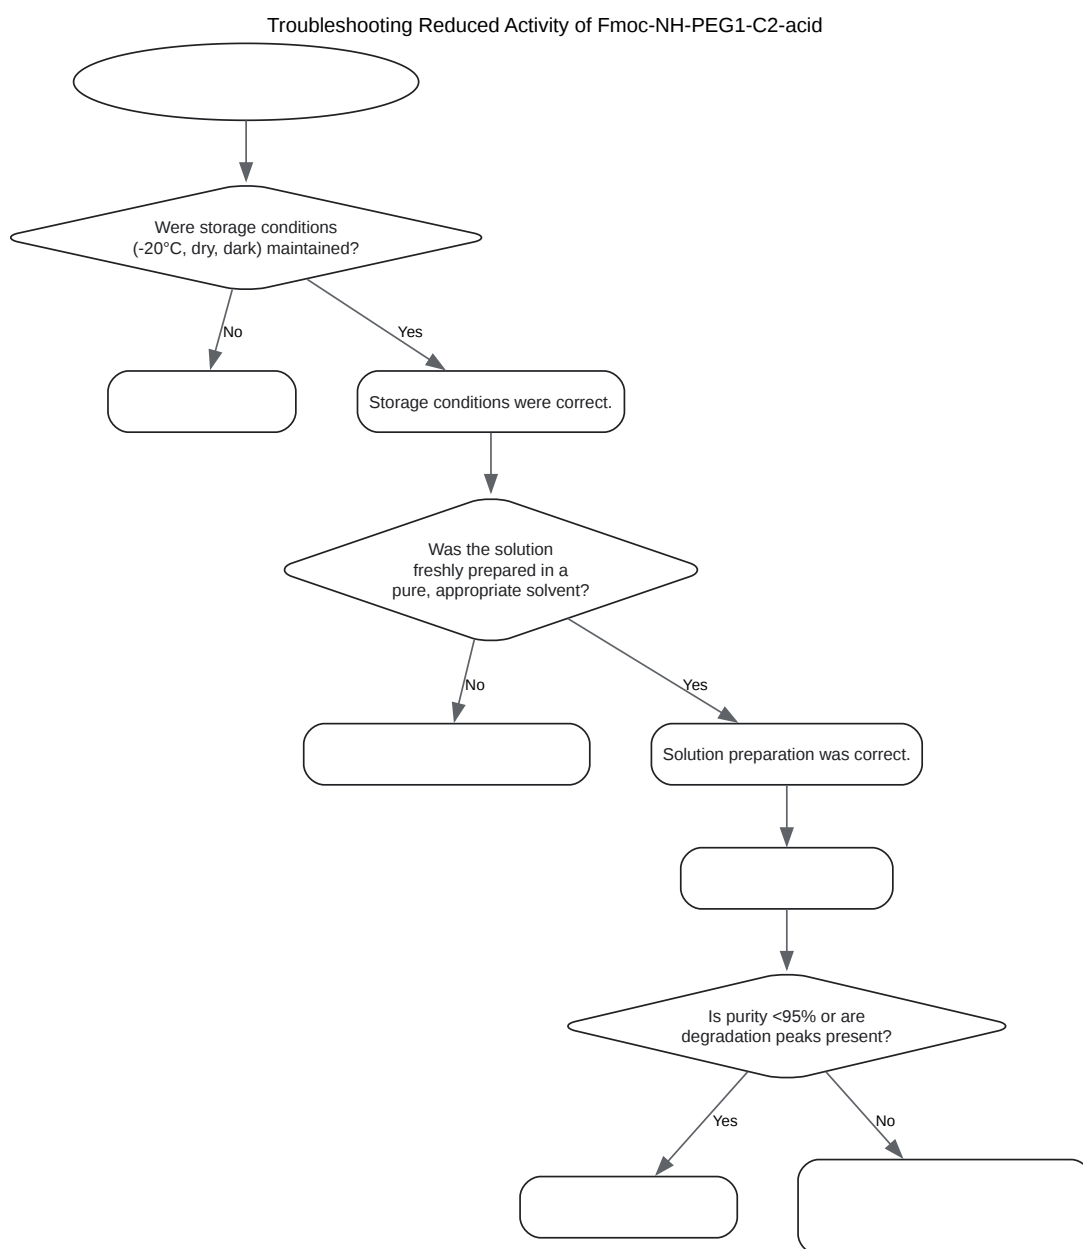 Troubleshooting Reduced Activity of Fmoc-NH-PEG1-C2-acid
Were storage conditions
(-20°C, dry, dark) maintained?
No
Yes
Storage conditions were correct.
Was the solution
freshly prepared in a
pure, appropriate solvent?
No
Yes
Solution preparation was correct.
Is purity <95% or are
degradation peaks present?
Yes
No